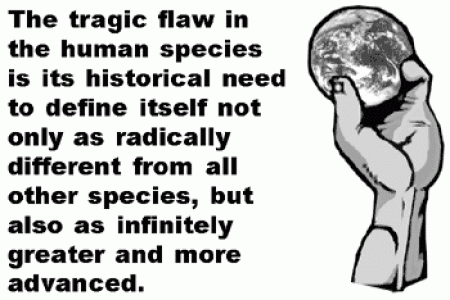 The tragic flaw in
the human species
is its historical need
to define itself not
only as radically
different from all
other species, but
also as infinitely
greater and more
advanced.